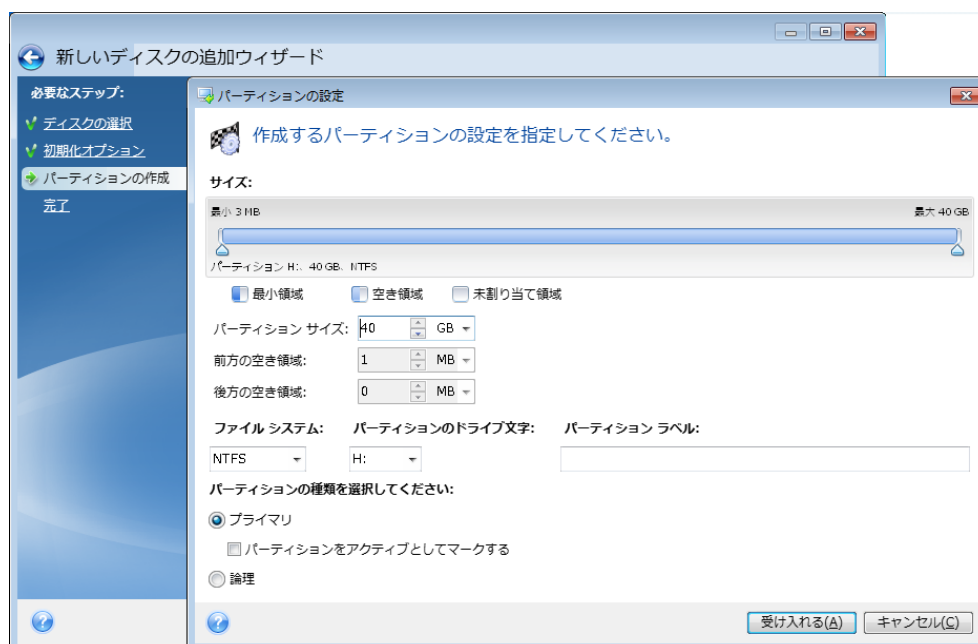 新しいディスクの追加ウィザード
必要なステップ:
ディスクの選択
初期化オプション
パーティションの作成
完了
パーティションの設定
作成するパーティションの設定を指定してください。
サイズ:
最小 3 MB
最大 40 GB
パーティション H:、40 GB、NTFS
最小領域
空き領域
未割り当て領域
パーティション サイズ: 40 GB
前方の空き領域: 1 MB
後方の空き領域: 0 MB
ファイル システム: パーティションのドライブ文字: パーティション ラベル:
NTFS H:
パーティションの種類を選択してください:
プライマリ
パーティションをアクティブとしてマークする
論理
受け入れる(A) キャンセル(C)